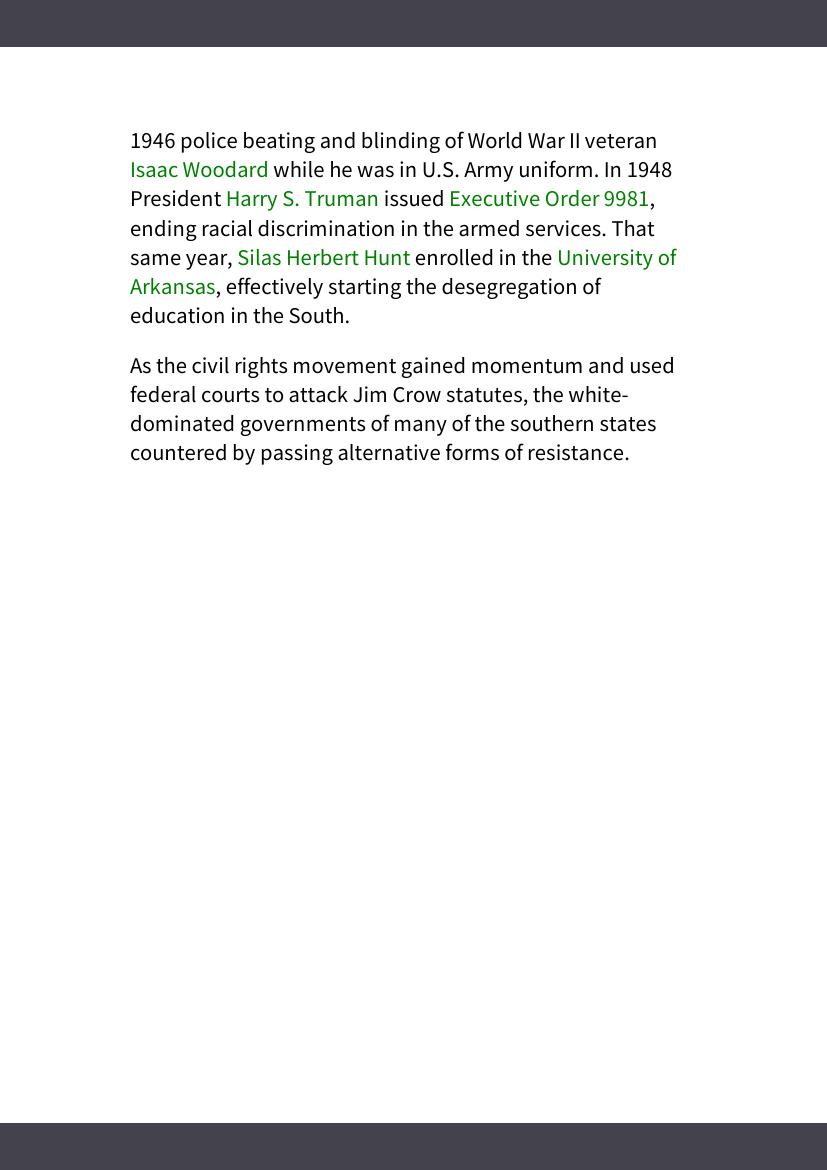 1946 police beating and blinding of World War II veteran
Isaac Woodard while he was in U.S. Army uniform. In 1948
President Harry S. Truman issued Executive Order 9981,
ending racial discrimination in the armed services. That
same year, Silas Herbert Hunt enrolled in the University of
Arkansas, effectively starting the desegregation of
education in the South.
As the civil rights movement gained momentum and used
federal courts to attack Jim Crow statutes, the white-
dominated governments of many of the southern states
countered by passing alternative forms of resistance.